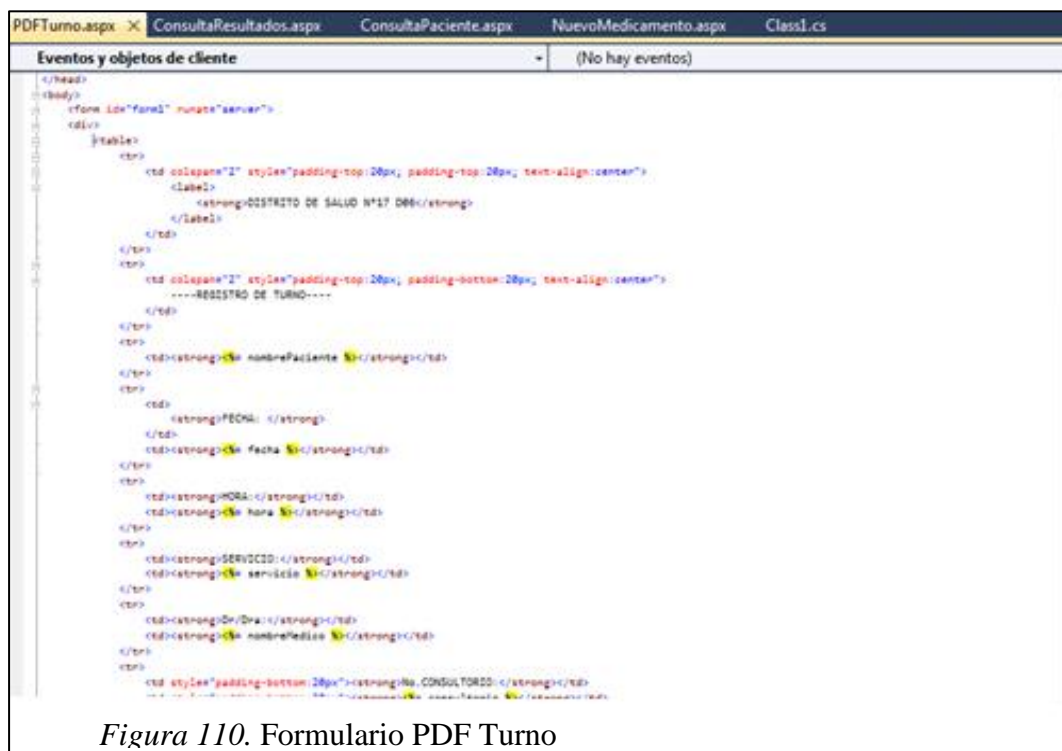 PDFTurno.aspx × ConsultaResultados.aspx ConsultaPaciente.aspx NuevoMedicamento.aspx Class1.cs
Eventos y objetos de cliente (No hay eventos)
</head>
<body>
<form id="form1" runat="server">
<div>
<table>
<tr>
<td colspan="2" style="padding-top:20px; padding-top:20px; text-align:center">
<label>
<strong>DISTRITO DE SALUD N°17 D06</strong>
</label>
</td>
</tr>
<tr>
<td colspan="2" style="padding-top:20px; padding-bottom:20px; text-align:center">
----REGISTRO DE TURNO----
</td>
</tr>
<tr>
<td><strong><%= nombrePaciente %></strong></td>
</tr>
<tr>
<td>
<strong>FECHA: </strong>
</td>
<td><strong><%= fecha %></strong></td>
</tr>
<tr>
<td><strong>HORA:</strong></td>
<td><strong><%= hora %></strong></td>
</tr>
<tr>
<td><strong>SERVICIO:</strong></td>
<td><strong><%= servicio %></strong></td>
</tr>
<tr>
<td><strong>Dr/Dra:</strong></td>
<td><strong><%= nombreMedico %></strong></td>
</tr>
<tr>
<td style="padding-bottom:20px"><strong>No.CONSULTORIO:</strong></td>
Figura 110. Formulario PDF Turno